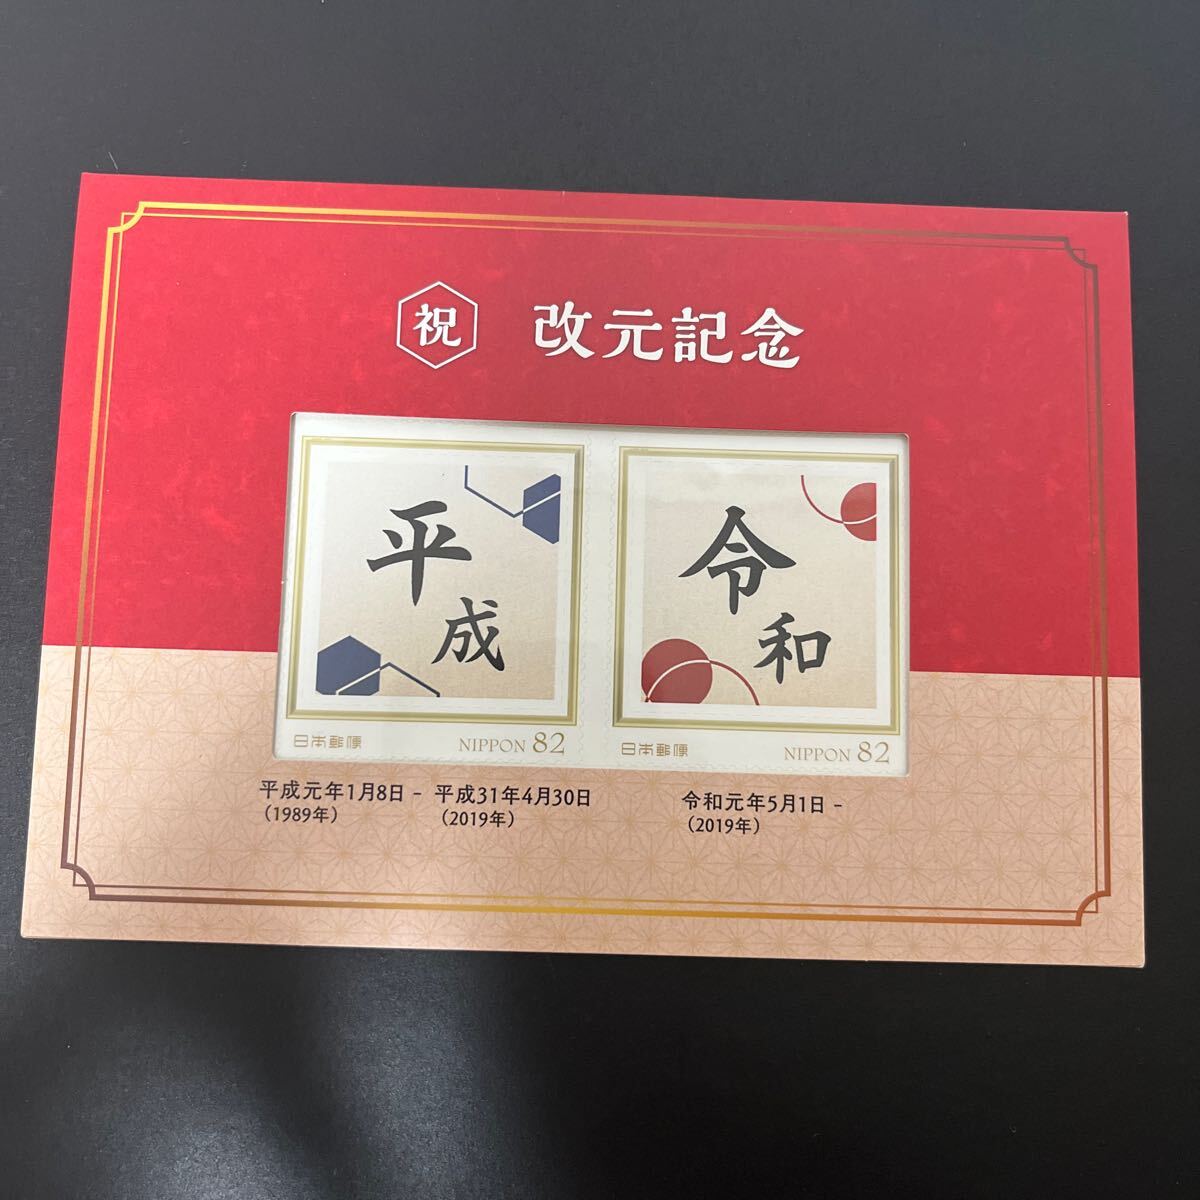 祝 改元記念
平成
日本郵便 NIPPON 82
令和
日本郵便 NIPPON 82
平成元年1月8日 - 平成31年4月30日
（1989年） （2019年）
令和元年5月1日 -
（2019年）